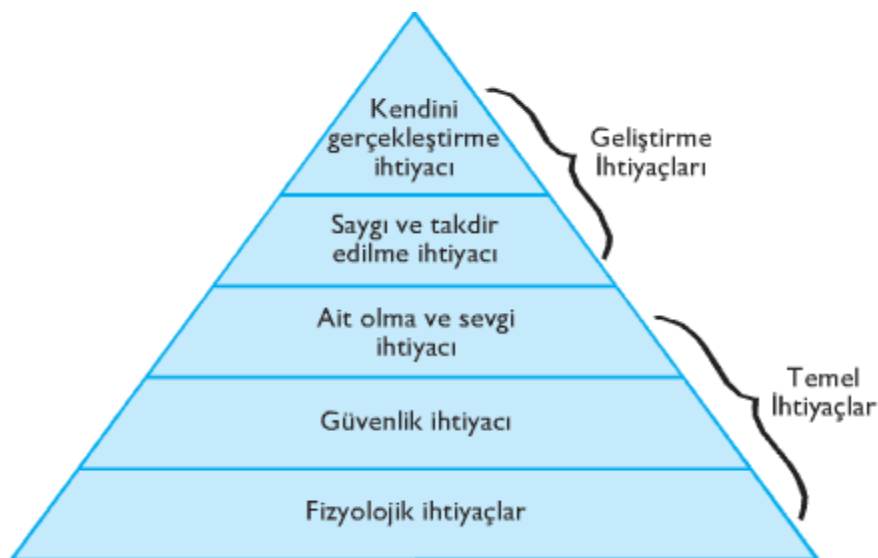 Kendini
gerçekleştirme
ihtiyacı
Geliştirme
İhtiyaçları
Saygı ve takdir
edilme ihtiyacı
Ait olma ve sevgi
ihtiyacı
Temel
İhtiyaçlar
Güvenlik ihtiyacı
Fizyolojik ihtiyaçlar